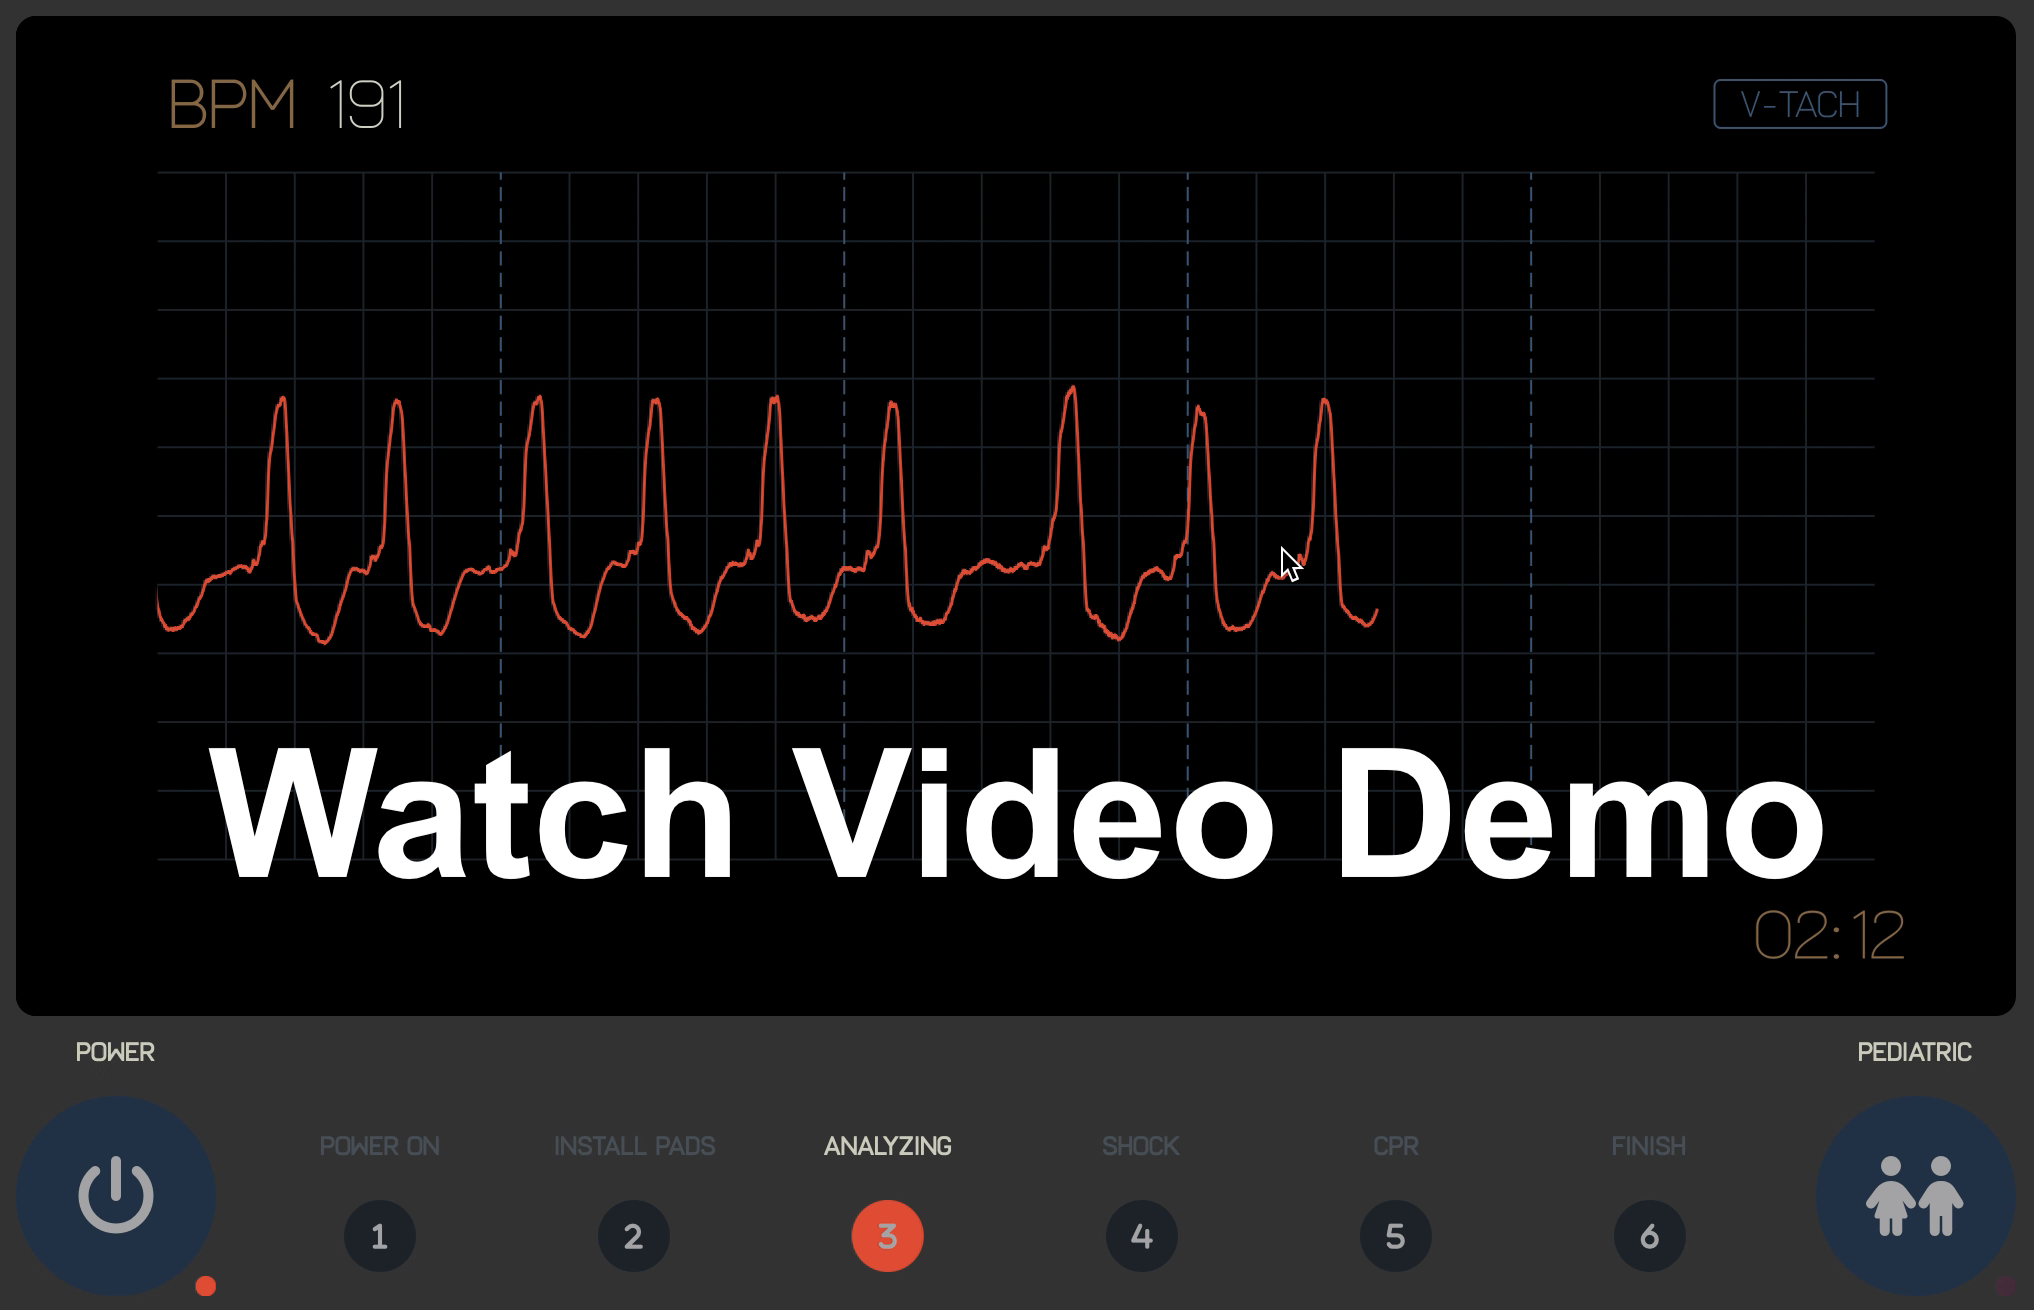 BPM 191
V-TACH
Watch Video Demo
02:12
POWER
PEDIATRIC
POWER ON
INSTALL PADS
ANALYZING
SHOCK
CPR
FINISH
1
2
3
4
5
6